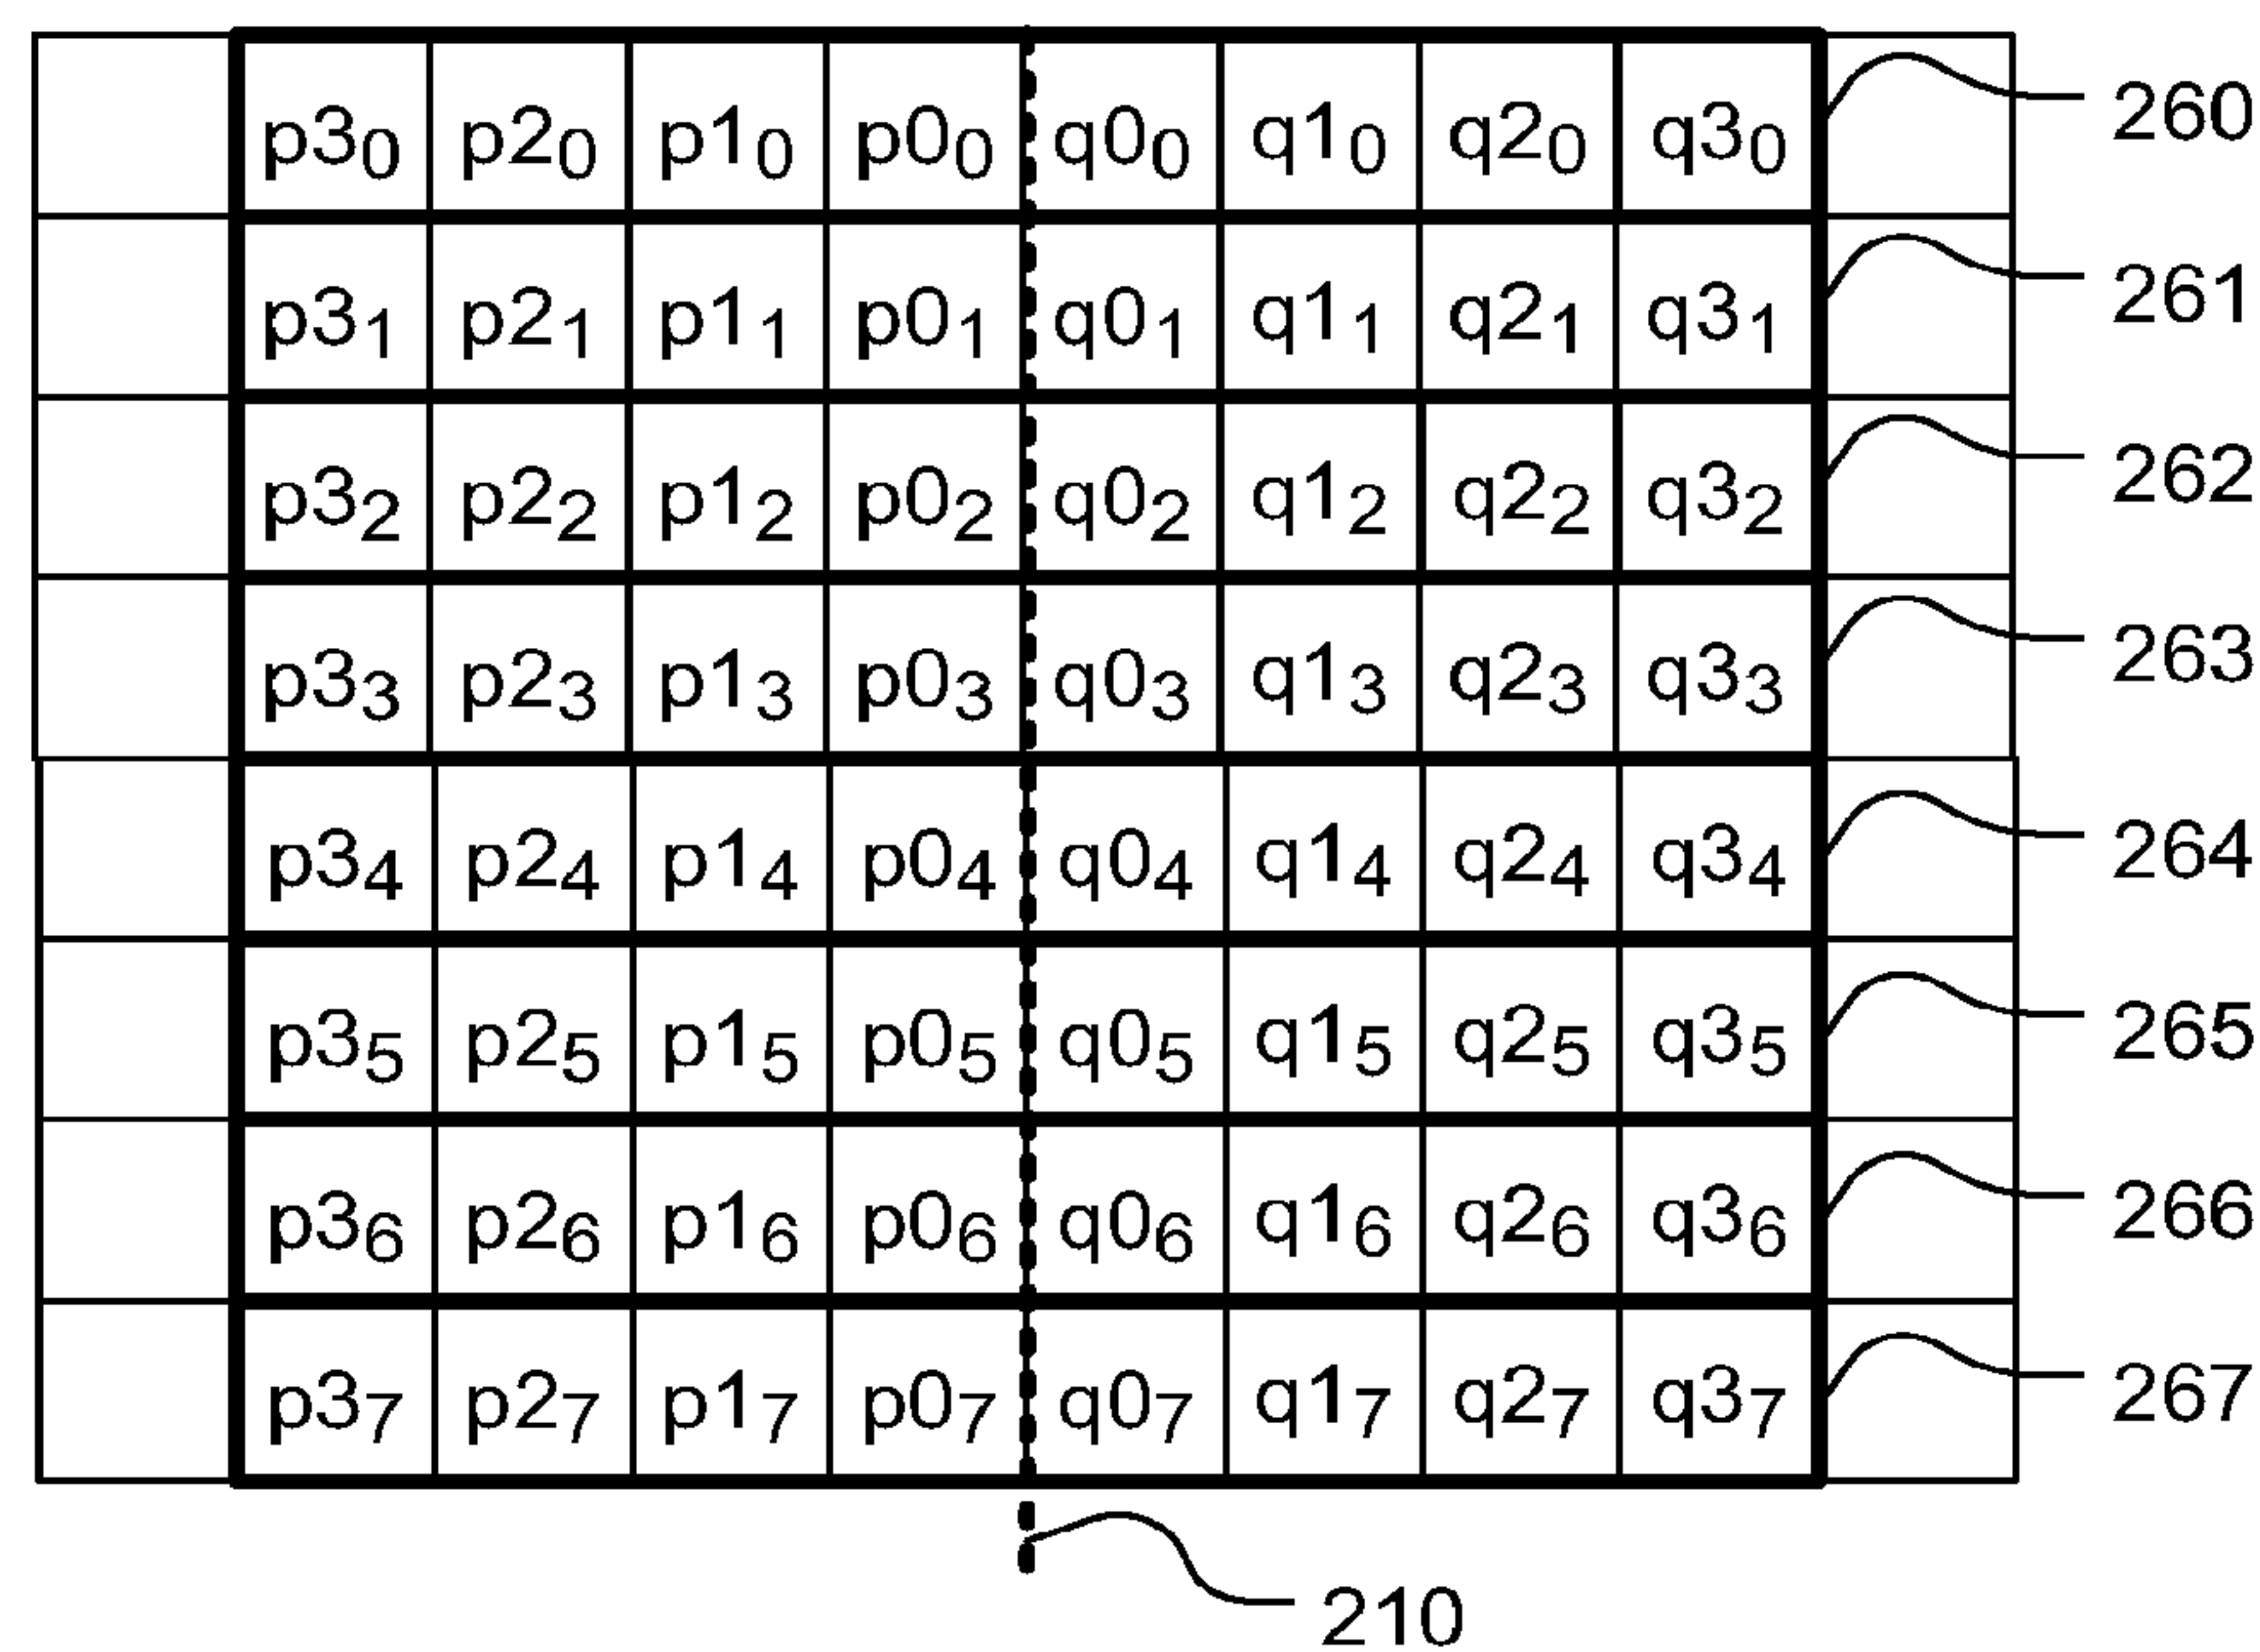 p3₀ p2₀ p1₀ p0₀ q0₀ q1₀ q2₀ q3₀ 260
p3₁ p2₁ p1₁ p0₁ q0₁ q1₁ q2₁ q3₁ 261
p3₂ p2₂ p1₂ p0₂ q0₂ q1₂ q2₂ q3₂ 262
p3₃ p2₃ p1₃ p0₃ q0₃ q1₃ q2₃ q3₃ 263
p3₄ p2₄ p1₄ p0₄ q0₄ q1₄ q2₄ q3₄ 264
p3₅ p2₅ p1₅ p0₅ q0₅ q1₅ q2₅ q3₅ 265
p3₆ p2₆ p1₆ p0₆ q0₆ q1₆ q2₆ q3₆ 266
p3₇ p2₇ p1₇ p0₇ q0₇ q1₇ q2₇ q3₇ 267
210